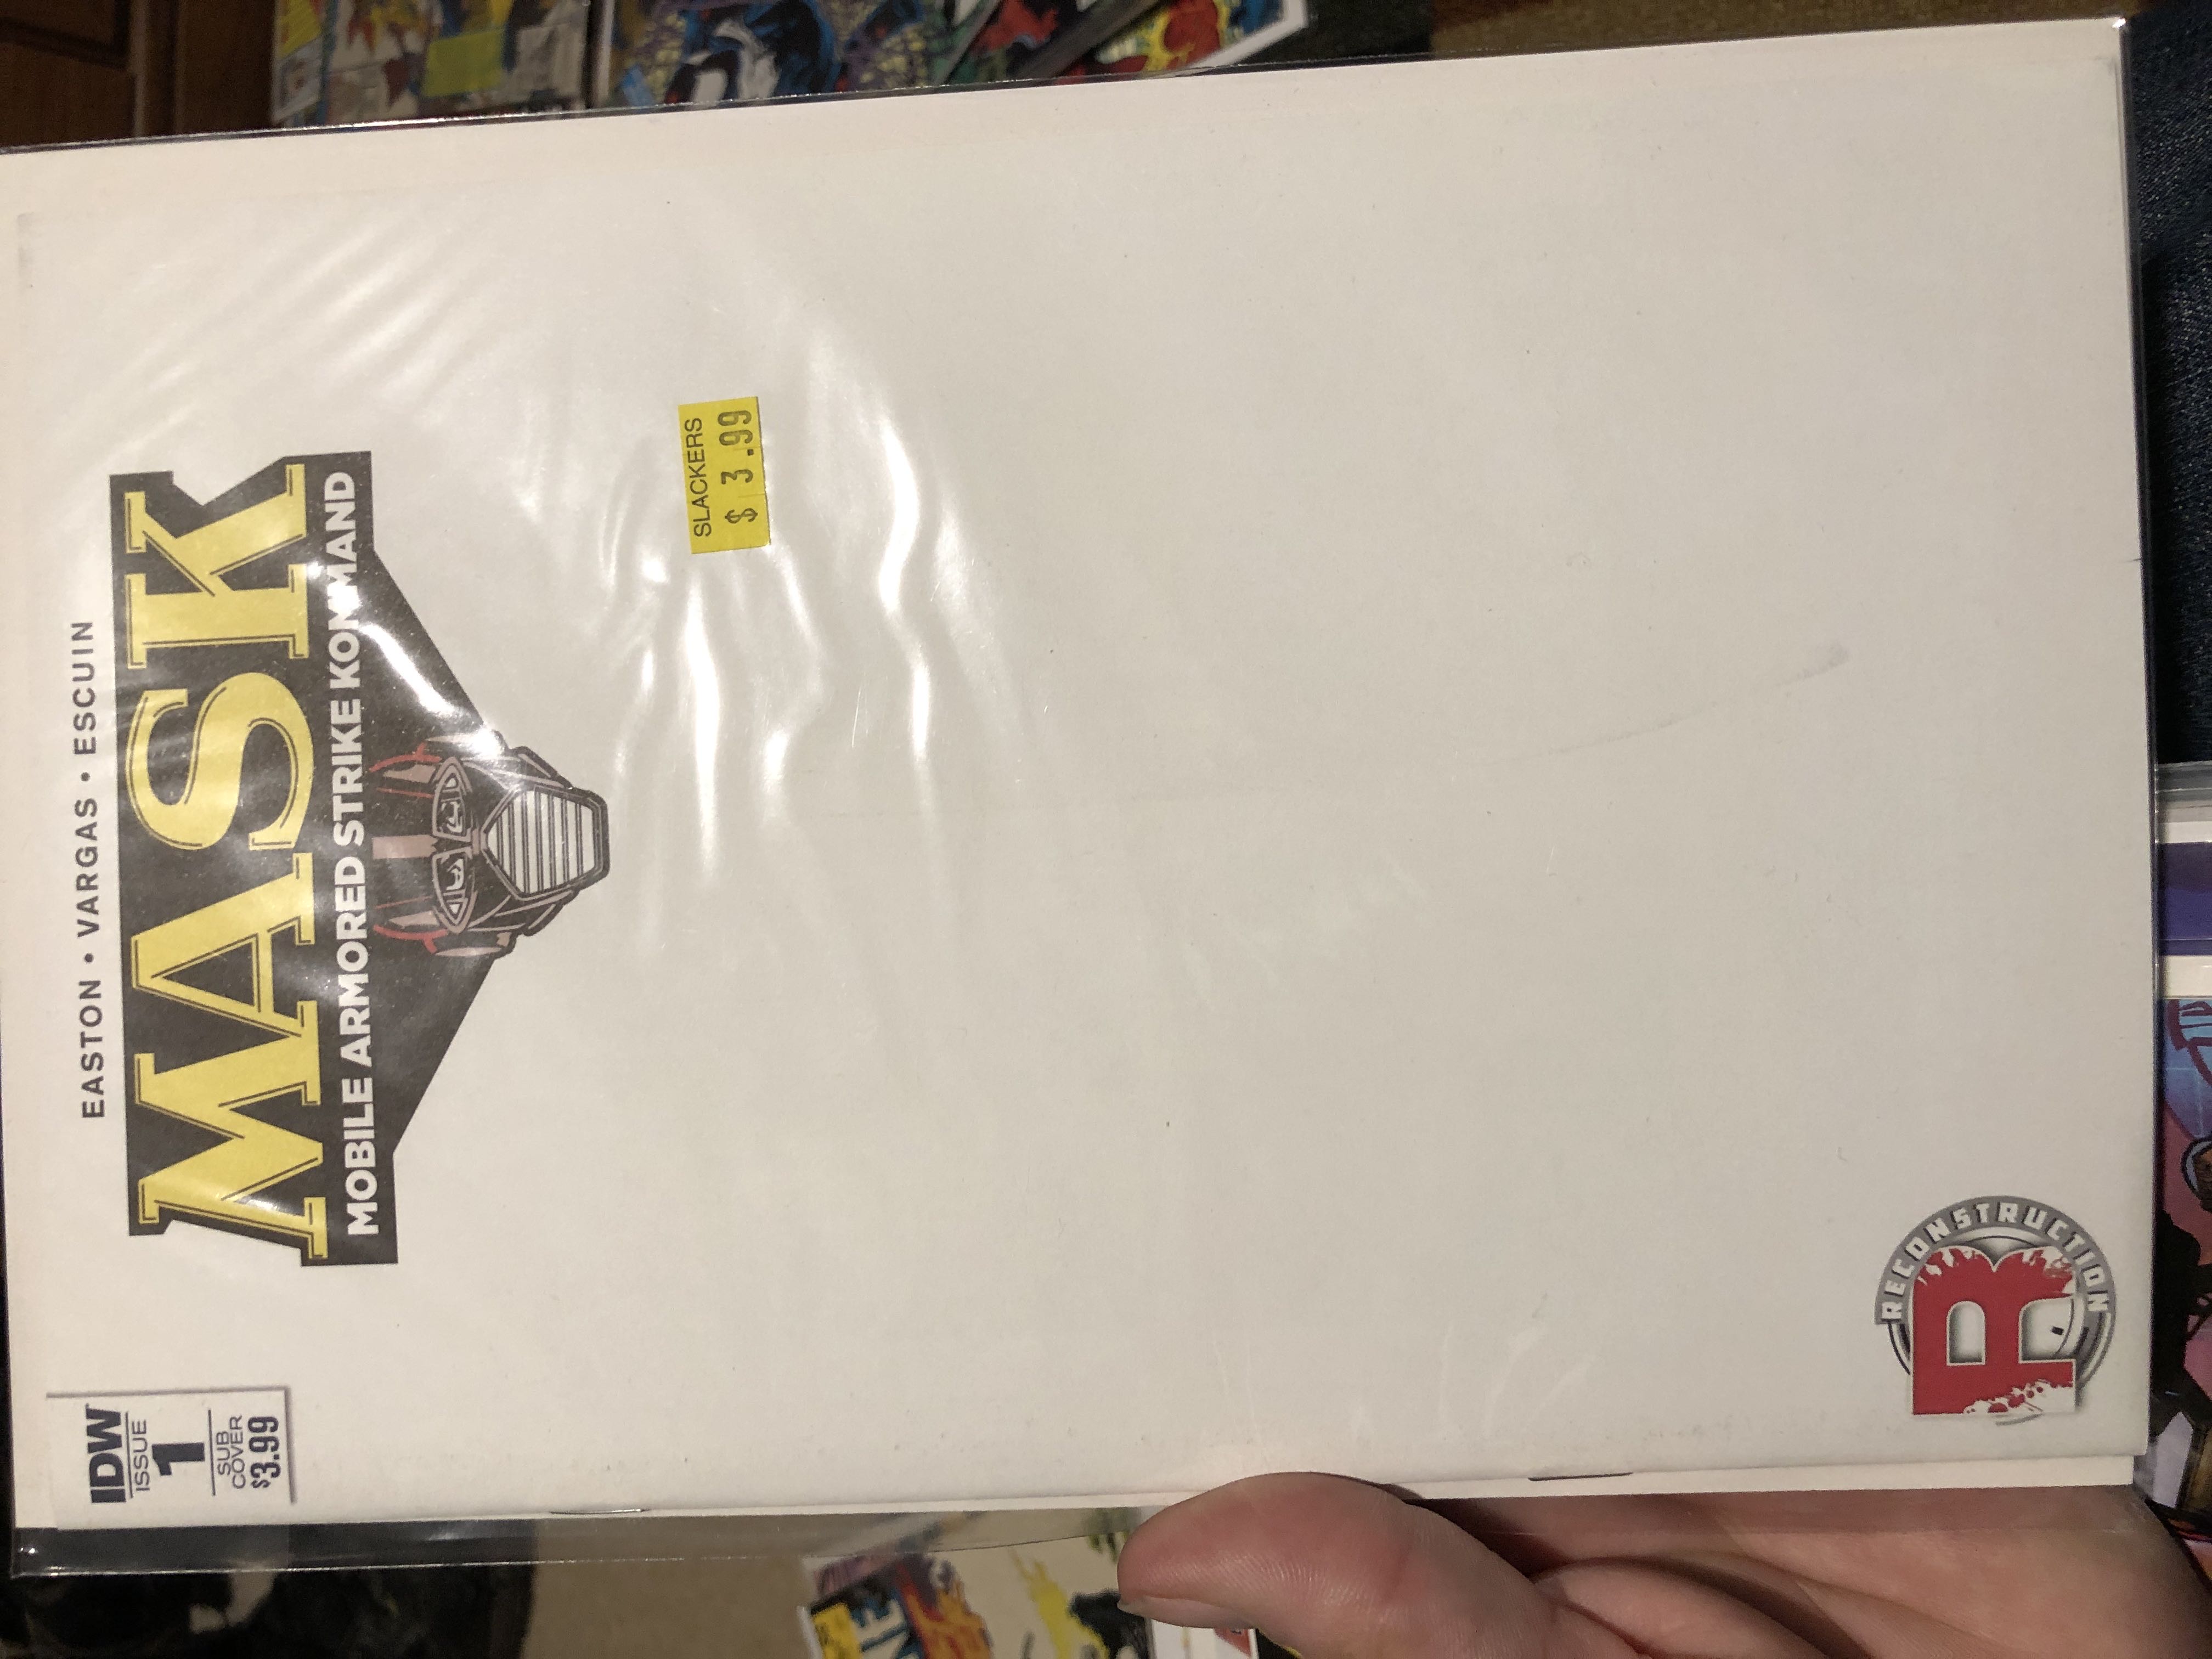 EASTON • VARGAS • ESCUIN
MASK
MOBILE ARMORED STRIKE KOMMAND
IDW
ISSUE
1
SUB
COVER
$3.99
SLACKERS
$ 3.99
RECONSTRUCTION
R